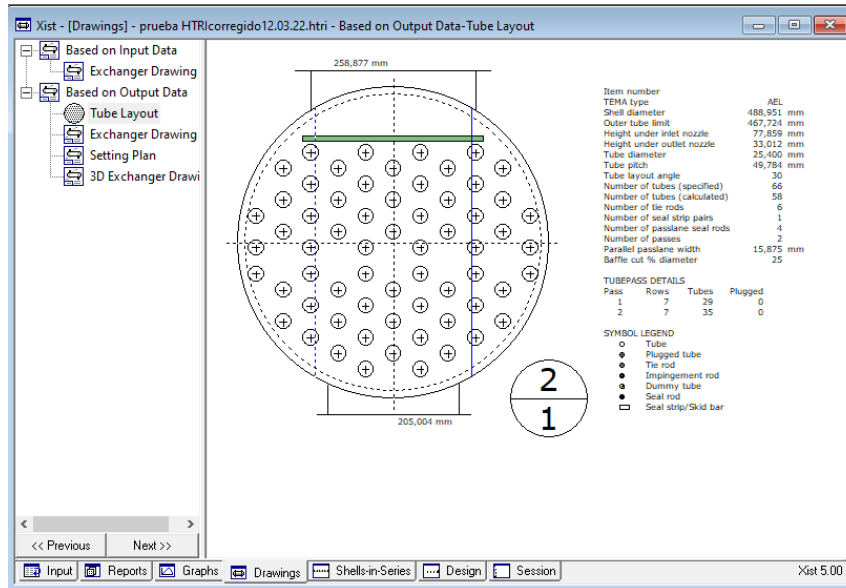 Xist - [Drawings] - prueba HTRIcorregido12.03.22.htri - Based on Output Data-Tube Layout
Based on Input Data
Exchanger Drawing
Based on Output Data
Tube Layout
Exchanger Drawing
Setting Plan
3D Exchanger Drawi
<< Previous
Next >>
258,877 mm
205,004 mm
2
1
Item number
TEMA type AEL
Shell diameter 488,951 mm
Outer tube limit 467,724 mm
Height under inlet nozzle 77,859 mm
Height under outlet nozzle 33,012 mm
Tube diameter 25,400 mm
Tube pitch 49,784 mm
Tube layout angle 30
Number of tubes (specified) 66
Number of tubes (calculated) 58
Number of tie rods 6
Number of seal strip pairs 1
Number of passlane seal rods 4
Number of passes 2
Parallel passlane width 15,875 mm
Baffle cut % diameter 25
TUBEPASS DETAILS
Pass Rows Tubes Plugged
1 7 29 0
2 7 35 0
SYMBOL LEGEND
Tube
Plugged tube
Tie rod
Impingement rod
Dummy tube
Seal rod
Seal strip/Skid bar
Input Reports Graphs Drawings Shells-in-Series Design Session Xist 5.00